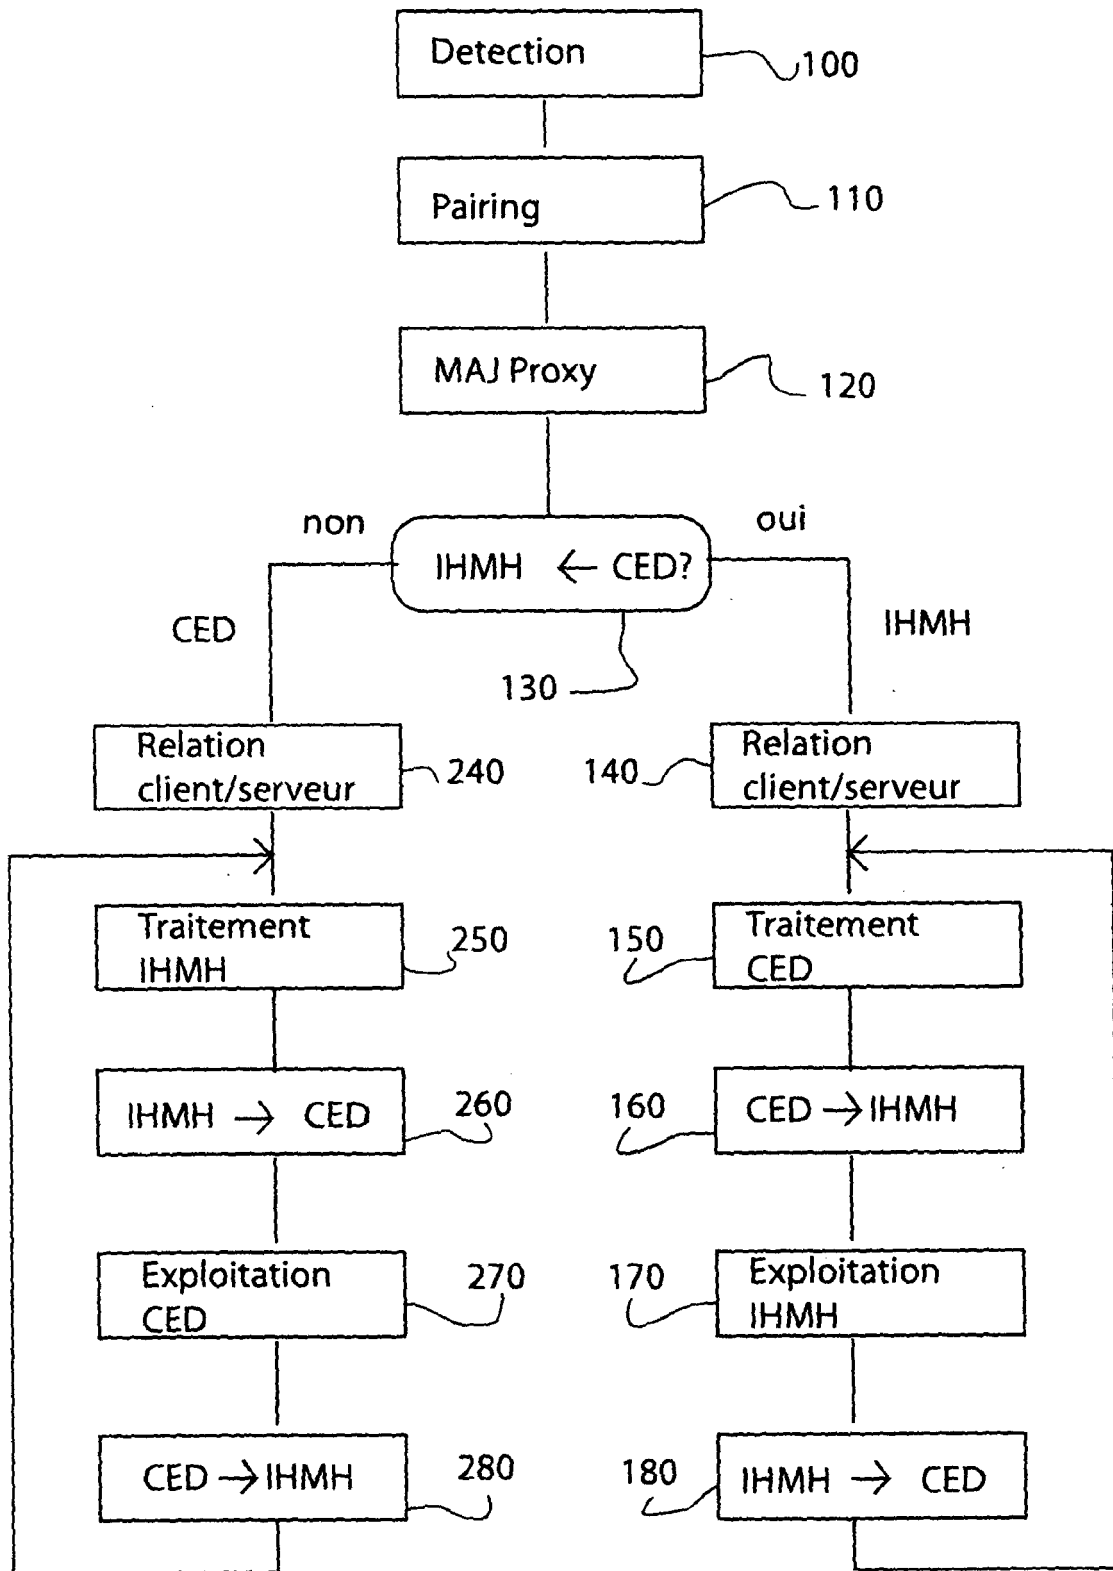 Detection
100
Pairing
110
MAJ Proxy
120
non
oui
IHMH ← CED?
CED
IHMH
130
Relation
client/serveur
240
140
Relation
client/serveur
Traitement
IHMH
250
150
Traitement
CED
IHMH → CED
260
160
CED → IHMH
Exploitation
CED
270
170
Exploitation
IHMH
CED → IHMH
280
180
IHMH → CED